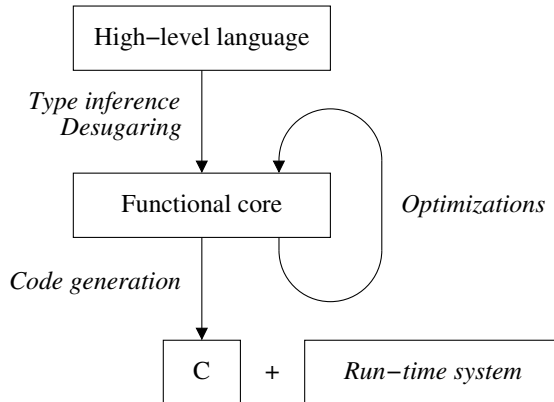 High−level language
Type inference
Desugaring
Functional core
Optimizations
Code generation
C
+
Run−time system